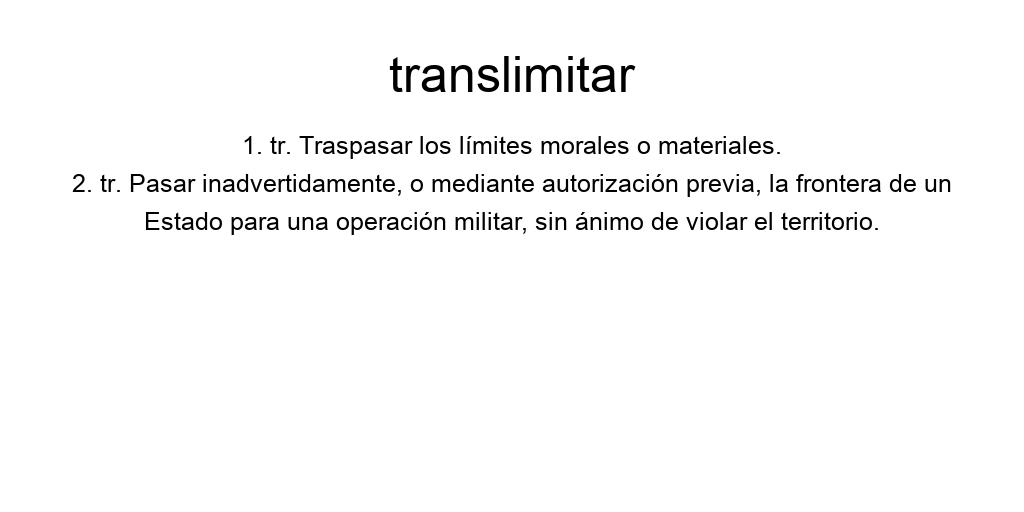 translimitar
1. tr. Traspasar los límites morales o materiales.
2. tr. Pasar inadvertidamente, o mediante autorización previa, la frontera de un
Estado para una operación militar, sin ánimo de violar el territorio.